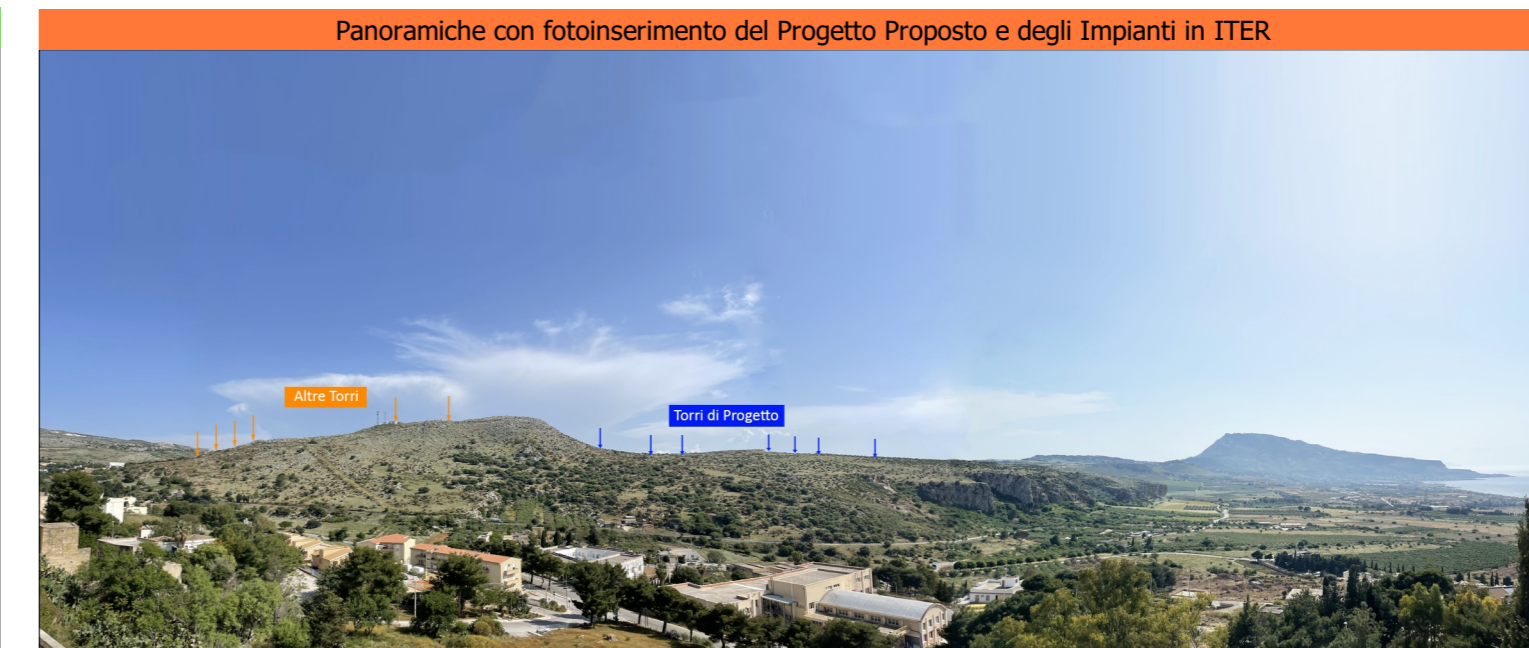 Panoramiche con fotoinserimento del Progetto Proposto e degli Impianti in ITER
Altre Torri
Torri di Progetto